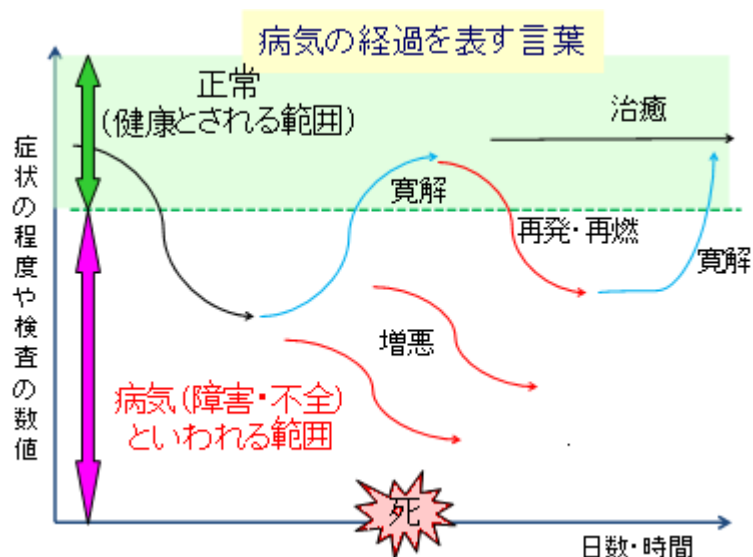 病気の経過を表す言葉
正常
(健康とされる範囲)
治癒
寛解
再発・再燃
寛解
増悪
病気(障害・不全)
といわれる範囲
死
症状の程度や検査の数値
日数・時間